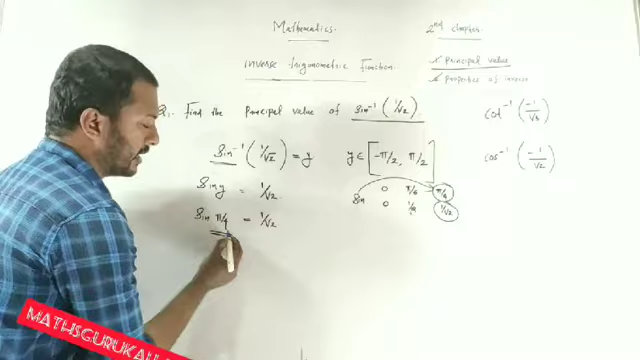 Mathematics.
2nd chapter.
inverse trigonometric Function.
principal value
properties of inverse
Q1. Find the principal value of Sin⁻¹ (1/√2)
Sin⁻¹ (1/√2) = y
y ∈ [-π/2, π/2]
Sin y = 1/√2.
0 π/6 π/4
Sin 0 1/2 1/√2
Sin π/4 = 1/√2
cot⁻¹ (-1/√3)
cos⁻¹ (-1/√2)
MATHSGURUKAL